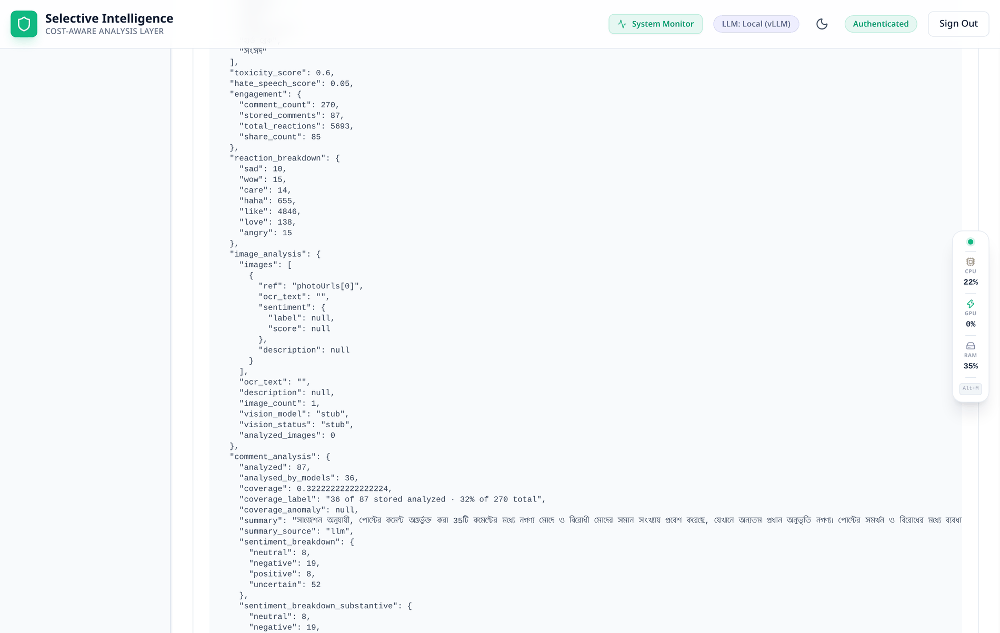 Selective Intelligence
COST-AWARE ANALYSIS LAYER
System Monitor
LLM: Local (vLLM)
Authenticated
Sign Out
"সংসদ"
],
"toxicity_score": 0.6,
"hate_speech_score": 0.05,
"engagement": {
"comment_count": 270,
"stored_comments": 87,
"total_reactions": 5693,
"share_count": 85
},
"reaction_breakdown": {
"sad": 10,
"wow": 15,
"care": 14,
"haha": 655,
"like": 4846,
"love": 138,
"angry": 15
},
"image_analysis": {
"images": [
{
"ref": "photoUrls[0]",
"ocr_text": "",
"sentiment": {
"label": null,
"score": null
},
"description": null
}
],
"ocr_text": "",
"description": null,
"image_count": 1,
"vision_model": "stub",
"vision_status": "stub",
"analyzed_images": 0
},
"comment_analysis": {
"analyzed": 87,
"analysed_by_models": 36,
"coverage": 0.32222222222222224,
"coverage_label": "36 of 87 stored analyzed · 32% of 270 total",
"coverage_anomaly": null,
"summary": "সাজেশন অনুযায়ী, পোস্টের কমেন্ট অন্তর্ভুক্ত করা 35টি কমেন্টের মধ্যে নগণ্য মোদে ও বিরোধী মোদের সমান সংখ্যায় প্রবেশ করেছে, যেখানে অন্যতম প্রধান অনুভূতি নগণ্য। পোস্টের সমর্থন ও বিরোধের মধ্যে ব্যবধা
"summary_source": "llm",
"sentiment_breakdown": {
"neutral": 8,
"negative": 19,
"positive": 8,
"uncertain": 52
},
"sentiment_breakdown_substantive": {
"neutral": 8,
"negative": 19,
CPU
22%
GPU
0%
RAM
35%
Alt+M